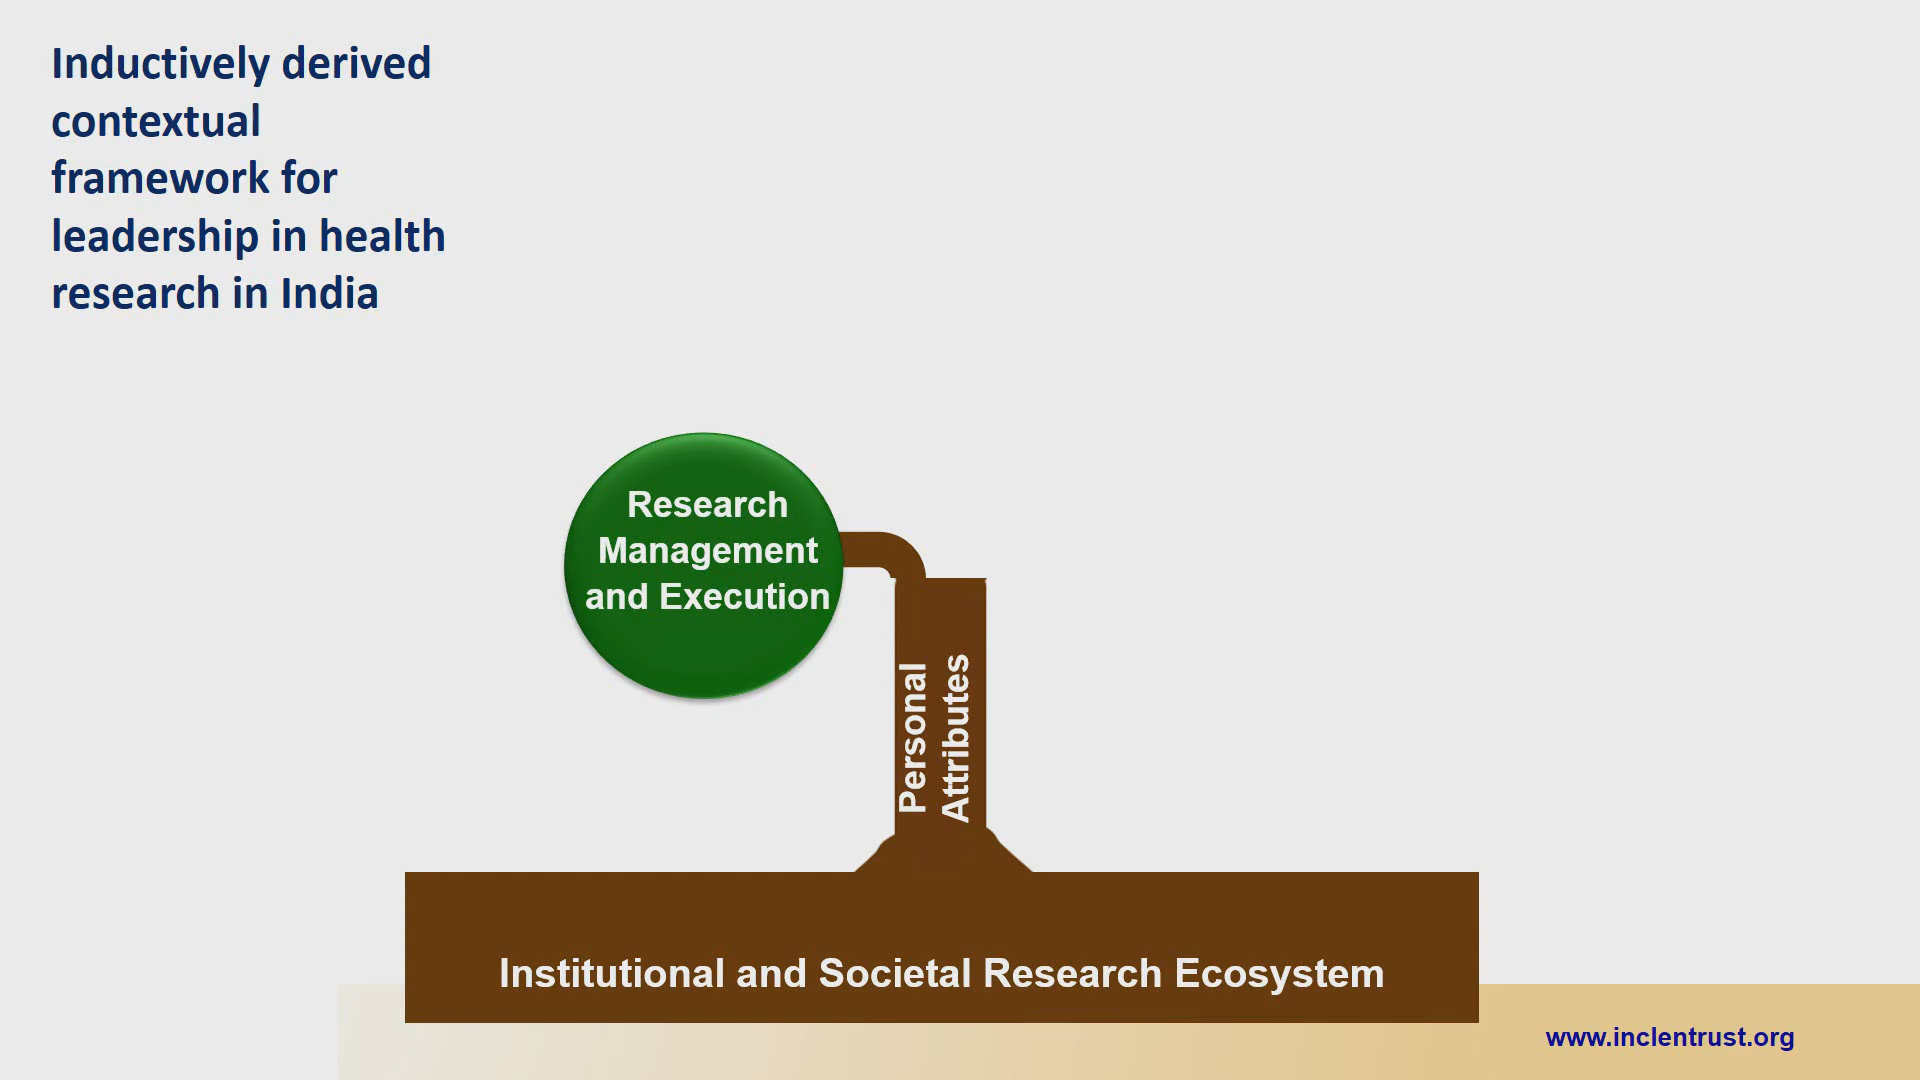 Inductively derived
contextual
framework for
leadership in health
research in India
Research
Management
and Execution
Personal
Attributes
Institutional and Societal Research Ecosystem
www.inclentrust.org